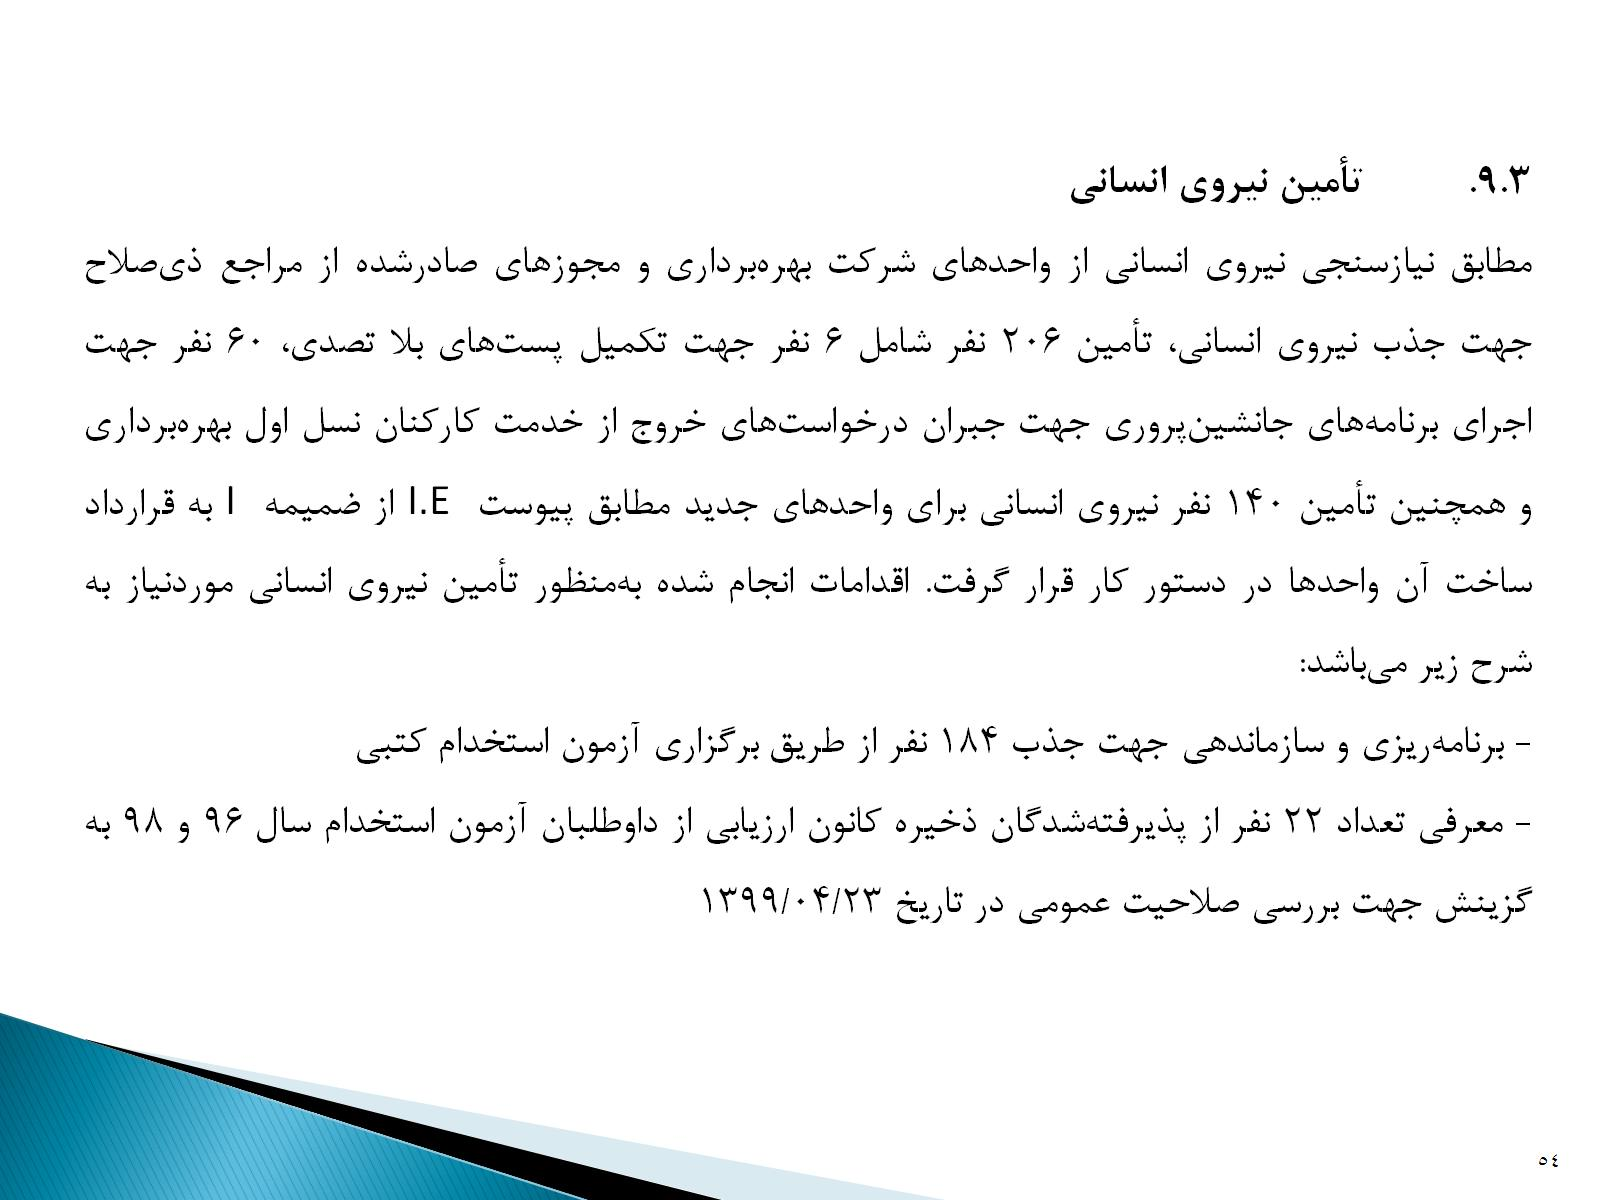 ۹.۳. تأمین نیروی انسانی
مطابق نیازسنجی نیروی انسانی از واحدهای شرکت بهره‌برداری و مجوزهای صادرشده از مراجع ذی‌صلاح
جهت جذب نیروی انسانی، تأمین ۲۰۶ نفر شامل ۶ نفر جهت تکمیل پست‌های بلا تصدی، ۶۰ نفر جهت
اجرای برنامه‌های جانشین‌پروری جهت جبران درخواست‌های خروج از خدمت کارکنان نسل اول بهره‌برداری
و همچنین تأمین ۱۴۰ نفر نیروی انسانی برای واحدهای جدید مطابق پیوست I.E از ضمیمه I به قرارداد
ساخت آن واحدها در دستور کار قرار گرفت. اقدامات انجام شده به‌منظور تأمین نیروی انسانی موردنیاز به
شرح زیر می‌باشد:
- برنامه‌ریزی و سازماندهی جهت جذب ۱۸۴ نفر از طریق برگزاری آزمون استخدام کتبی
- معرفی تعداد ۲۲ نفر از پذیرفته‌شدگان ذخیره کانون ارزیابی از داوطلبان آزمون استخدام سال ۹۶ و ۹۸ به
گزینش جهت بررسی صلاحیت عمومی در تاریخ ۱۳۹۹/۰۴/۲۳
٥٤